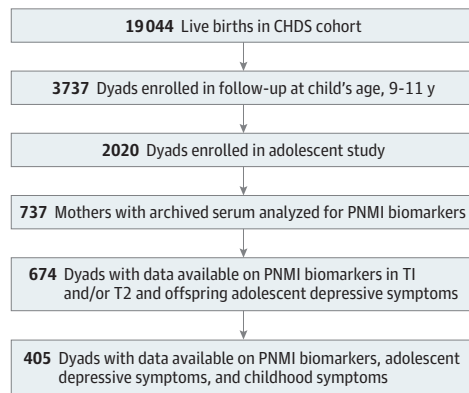 19044 Live births in CHDS cohort
3737 Dyads enrolled in follow-up at child's age, 9-11 y
2020 Dyads enrolled in adolescent study
737 Mothers with archived serum analyzed for PNMI biomarkers
674 Dyads with data available on PNMI biomarkers in TI
and/or T2 and offspring adolescent depressive symptoms
405 Dyads with data available on PNMI biomarkers, adolescent
depressive symptoms, and childhood symptoms